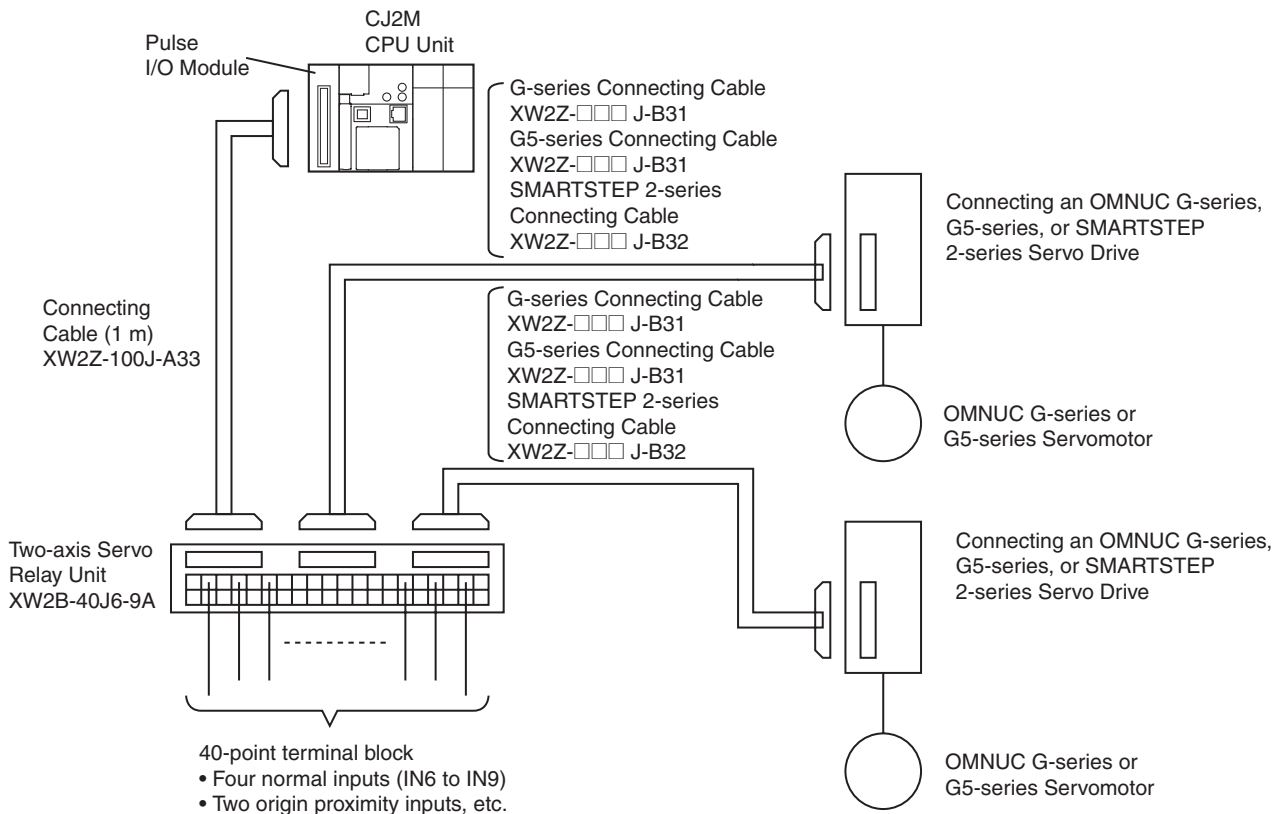 CJ2M
CPU Unit
Pulse
I/O Module
G-series Connecting Cable
XW2Z-□□□ J-B31
G5-series Connecting Cable
XW2Z-□□□ J-B31
SMARTSTEP 2-series
Connecting Cable
XW2Z-□□□ J-B32
Connecting an OMNUC G-series,
G5-series, or SMARTSTEP
2-series Servo Drive
Connecting
Cable (1 m)
XW2Z-100J-A33
G-series Connecting Cable
XW2Z-□□□ J-B31
G5-series Connecting Cable
XW2Z-□□□ J-B31
SMARTSTEP 2-series
Connecting Cable
XW2Z-□□□ J-B32
OMNUC G-series or
G5-series Servomotor
Two-axis Servo
Relay Unit
XW2B-40J6-9A
Connecting an OMNUC G-series,
G5-series, or SMARTSTEP
2-series Servo Drive
40-point terminal block
• Four normal inputs (IN6 to IN9)
• Two origin proximity inputs, etc.
OMNUC G-series or
G5-series Servomotor